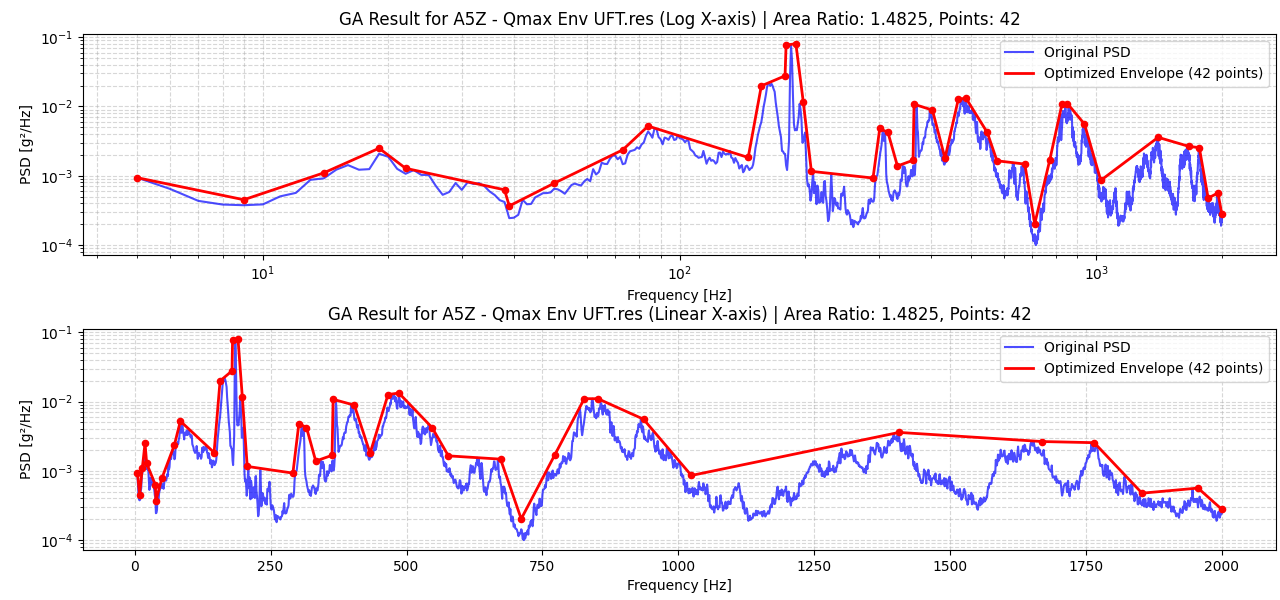 GA Result for A5Z - Qmax Env UFT.res (Log X-axis) | Area Ratio: 1.4825, Points: 42
PSD [g²/Hz]
10⁻¹
10⁻²
10⁻³
10⁻⁴
Original PSD
Optimized Envelope (42 points)
10¹ 10² 10³
Frequency [Hz]
GA Result for A5Z - Qmax Env UFT.res (Linear X-axis) | Area Ratio: 1.4825, Points: 42
PSD [g²/Hz]
10⁻¹
10⁻²
10⁻³
10⁻⁴
Original PSD
Optimized Envelope (42 points)
0 250 500 750 1000 1250 1500 1750 2000
Frequency [Hz]